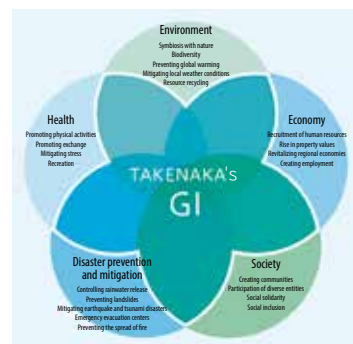 Environment
Symbiosis with nature
Biodiversity
Preventing global warming
Mitigating local weather conditions
Resource recycling
Health
Promoting physical activities
Promoting exchange
Mitigating stress
Recreation
Economy
Recruitment of human resources
Rise in property values
Revitalizing regional economies
Creating employment
TAKENAKA's
GI
Disaster prevention
and mitigation
Controlling rainwater release
Preventing landslides
Mitigating earthquake and tsunami disasters
Emergency evacuation centers
Preventing the spread of fire
Society
Creating communities
Participation of diverse entities
Social solidarity
Social inclusion